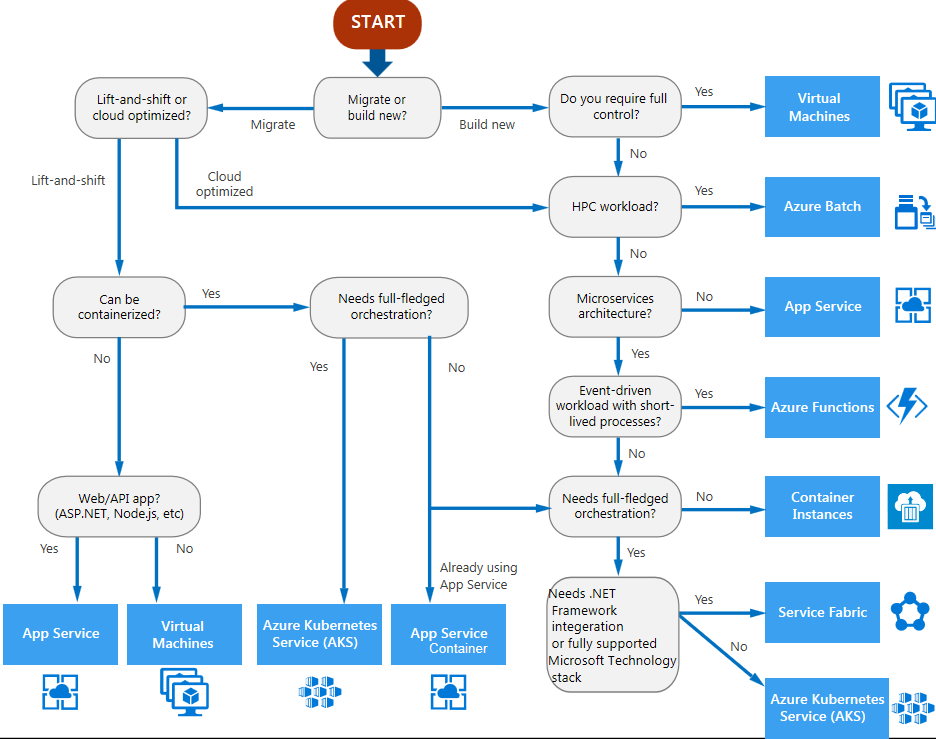 START
Lift-and-shift or
cloud optimized?
Migrate or
build new?
Do you require full
control?
Yes
Virtual
Machines
Migrate
Build new
No
Lift-and-shift
Cloud
optimized
HPC workload?
Yes
Azure Batch
No
Can be
containerized?
Yes
Needs full-fledged
orchestration?
Microservices
architecture?
No
App Service
No
Yes
No
Yes
Event-driven
workload with short-
lived processes?
Yes
Azure Functions
No
Web/API app?
(ASP.NET, Node.js, etc)
Needs full-fledged
orchestration?
No
Container
Instances
Yes
No
Yes
Already using
App Service
Needs .NET
Framework
integeration
or fully supported
Microsoft Technology
stack
Yes
Service Fabric
No
App Service
Virtual
Machines
Azure Kubernetes
Service (AKS)
App Service
Container
Azure Kubernetes
Service (AKS)